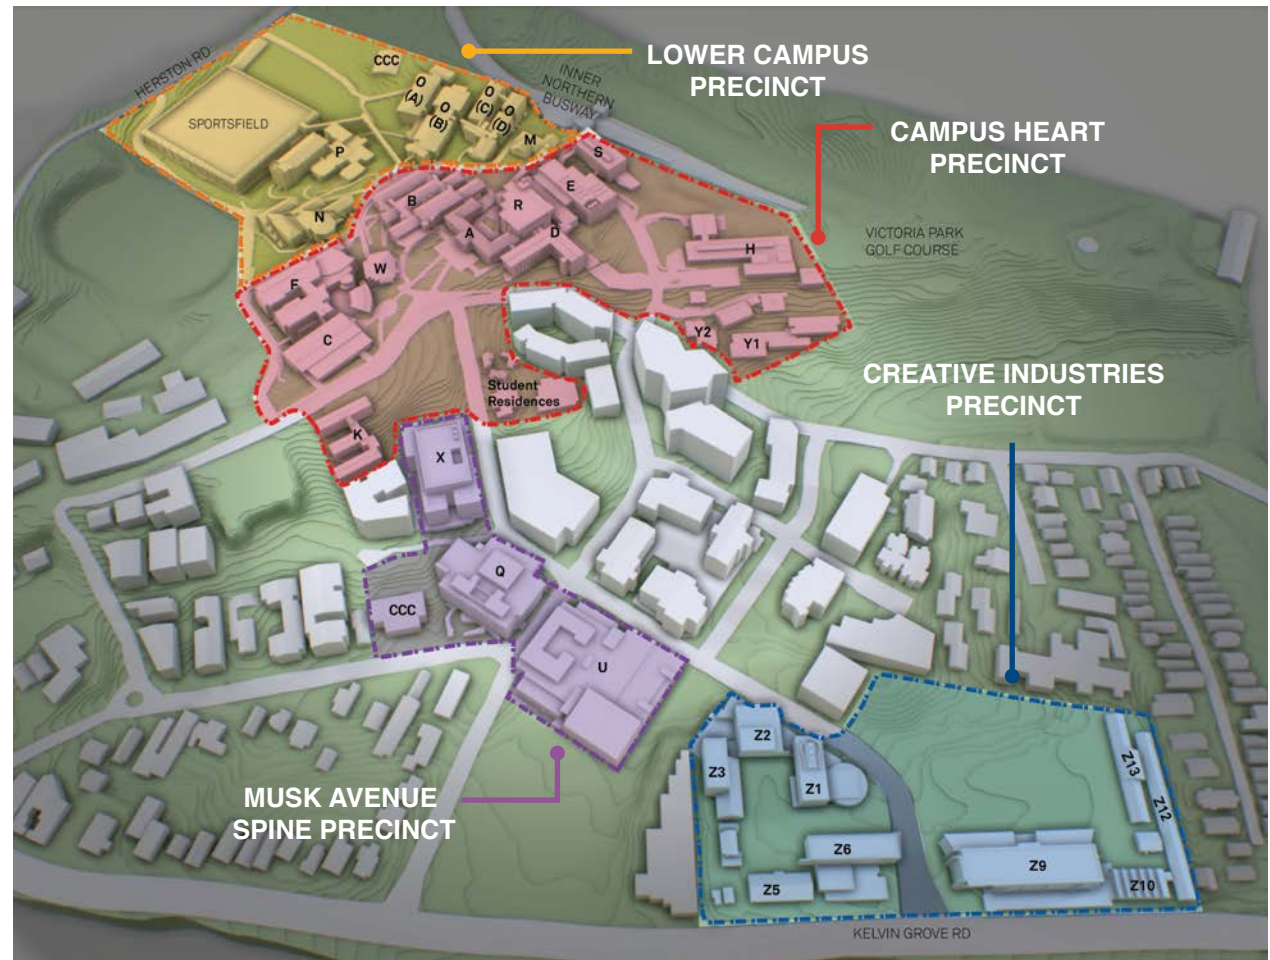 LOWER CAMPUS
PRECINCT
HERSTON RD
CCC
INNER
NORTHERN
BUSWAY
O
(A)
O
(B)
O
(C)
O
(D)
SPORTSFIELD
P
M
CAMPUS HEART
PRECINCT
S
E
B
R
N
A
D
VICTORIA PARK
GOLF COURSE
H
W
F
C
Y2
Y1
Student
Residences
CREATIVE INDUSTRIES
PRECINCT
K
X
Q
CCC
U
MUSK AVENUE
SPINE PRECINCT
Z2
Z3
Z1
Z13
Z12
Z6
Z9
Z5
Z10
KELVIN GROVE RD